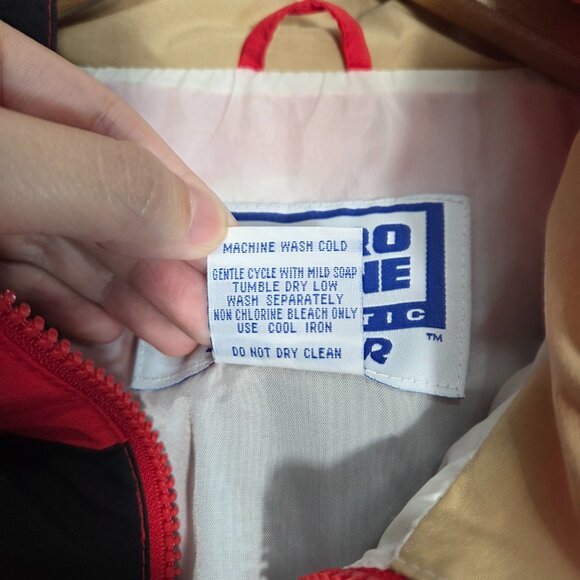 MACHINE WASH COLD
GENTLE CYCLE WITH MILD SOAP
TUMBLE DRY LOW
WASH SEPARATELY
NON CHLORINE BLEACH ONLY
USE COOL IRON
DO NOT DRY CLEAN
TM